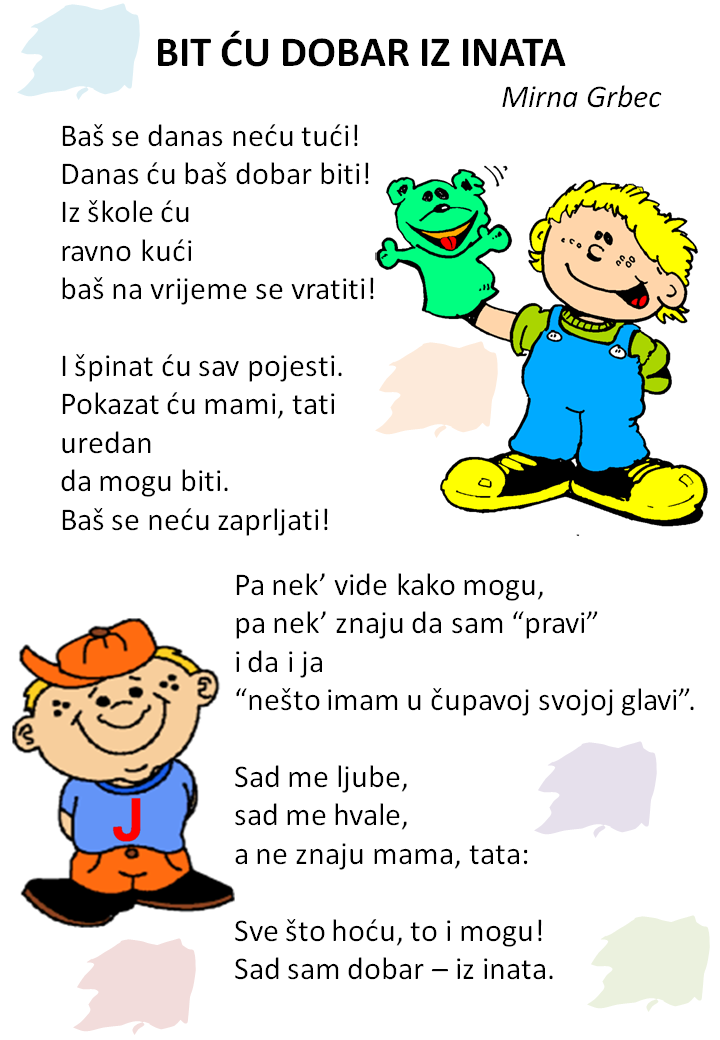 BIT ĆU DOBAR IZ INATA
Mirna Grbec
Baš se danas neću tući!
Danas ću baš dobar biti!
Iz škole ću
ravno kući
baš na vrijeme se vratiti!
I špinat ću sav pojesti.
Pokazat ću mami, tati
uredan
da mogu biti.
Baš se neću zaprljati!
Pa nek’ vide kako mogu,
pa nek’ znaju da sam “pravi”
i da i ja
“nešto imam u čupavoj svojoj glavi”.
J
Sad me ljube,
sad me hvale,
a ne znaju mama, tata:
Sve što hoću, to i mogu!
Sad sam dobar – iz inata.